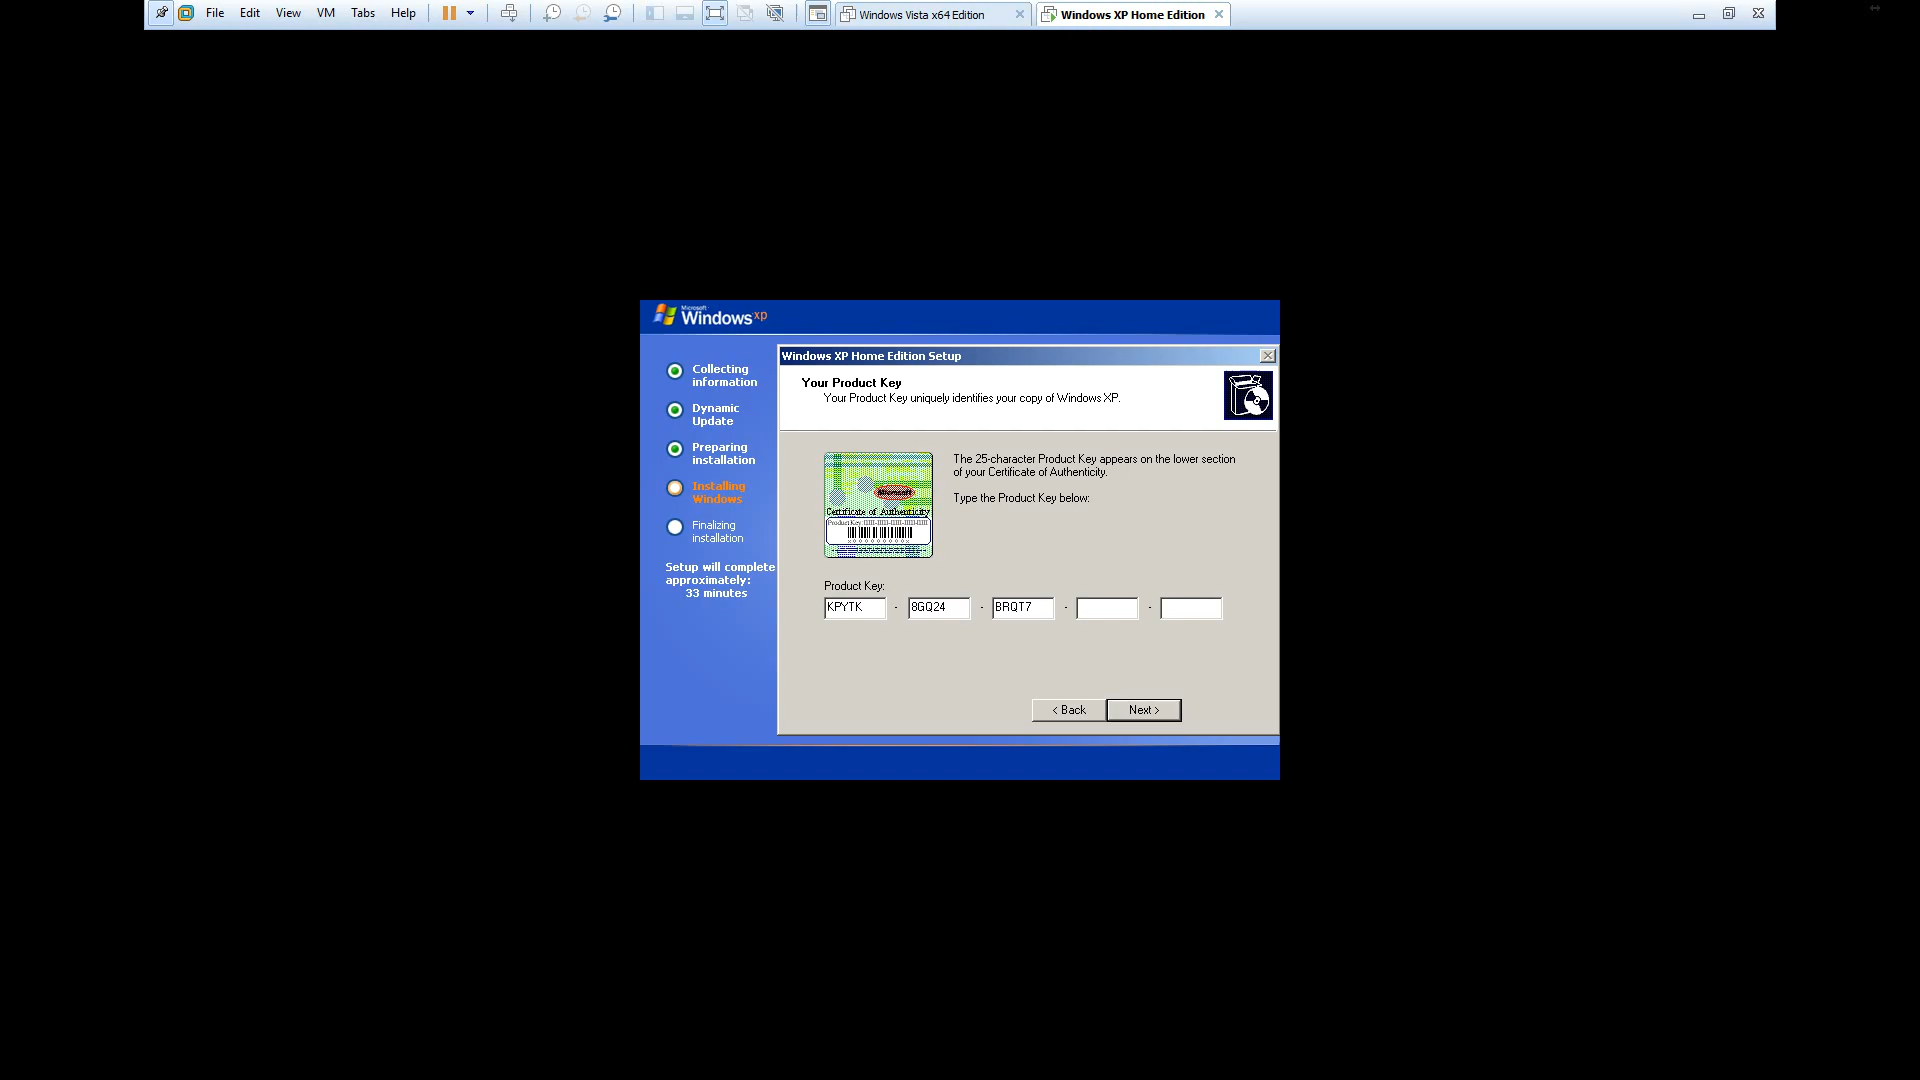 File Edit View VM Tabs Help Windows Vista x64 Edition Windows XP Home Edition
Microsoft
Windows xp
Windows XP Home Edition Setup
Your Product Key
Your Product Key uniquely identifies your copy of Windows XP.
Collecting
information
Dynamic
Update
Preparing
installation
Installing
Windows
Finalizing
installation
Setup will complete
approximately:
33 minutes
The 25-character Product Key appears on the lower section
of your Certificate of Authenticity.
Type the Product Key below:
Microsoft
Certificate of Authenticity
Product Key:
KPYTK - 8GQ24 - BRQT7 - -
< Back Next >